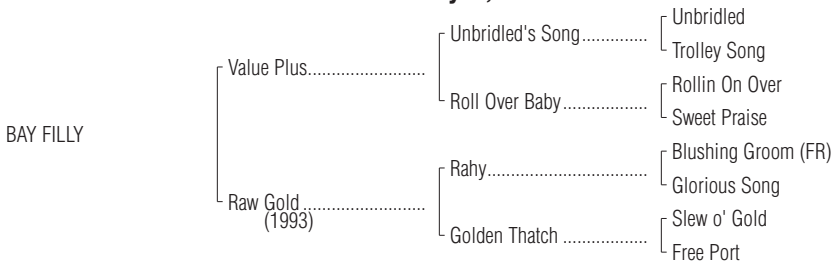 Unbridled
Unbridled's Song..............
Trolley Song
Value Plus.........................
Rollin On Over
Roll Over Baby..................
Sweet Praise
BAY FILLY
Blushing Groom (FR)
Rahy..................................
Glorious Song
Raw Gold..........................
(1993)
Slew o' Gold
Golden Thatch ..................
Free Port